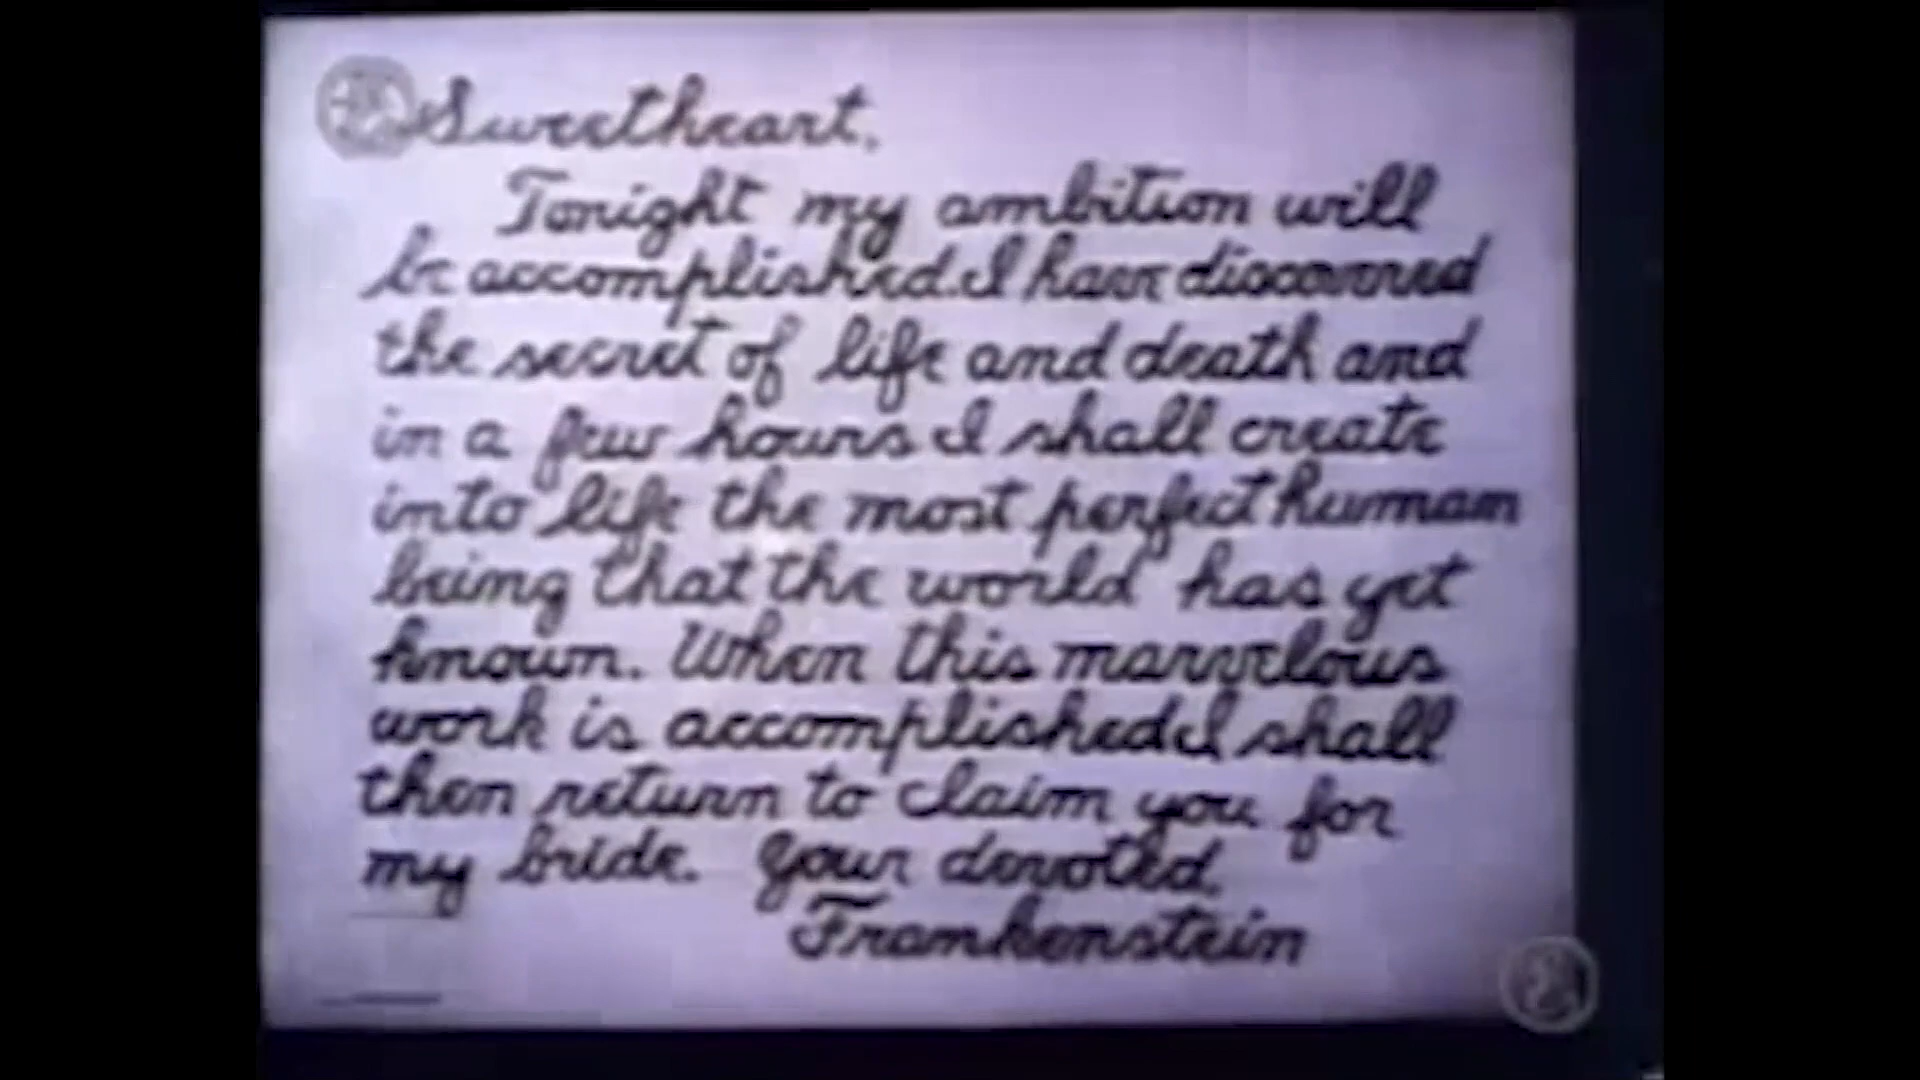 Sweetheart,
Tonight my ambition will
be accomplished. I have discovered
the secret of life and death and
in a few hours I shall create
into life the most perfect human
being that the world has yet
known. When this marvelous
work is accomplished I shall
then return to claim you for
my bride. Your devoted,
Frankenstein